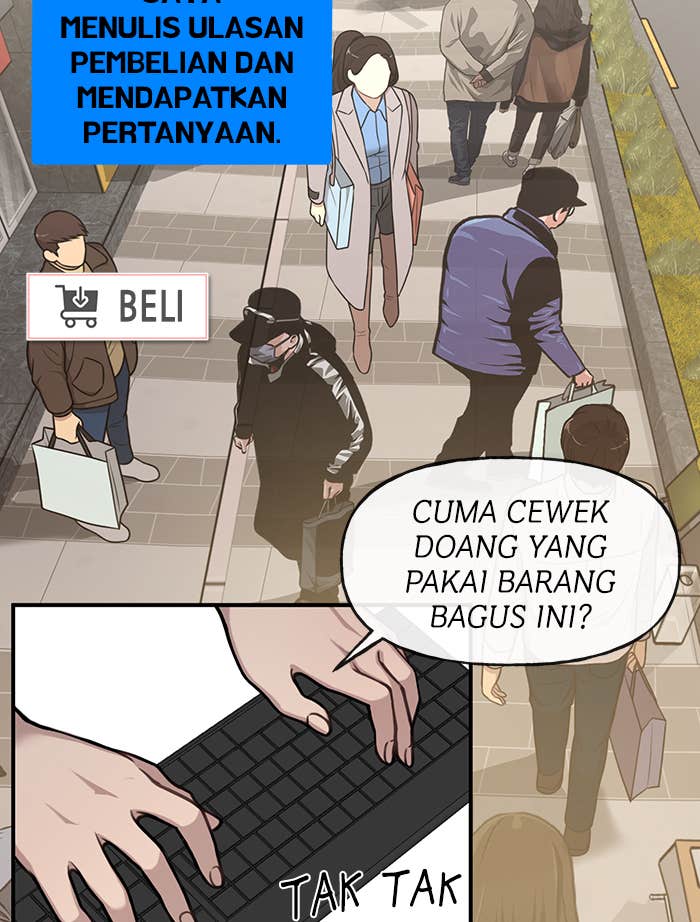 MENULIS ULASAN
PEMBELIAN DAN
MENDAPATKAN
PERTANYAAN.
BELI
CUMA CEWEK
DOANG YANG
PAKAI BARANG
BAGUS INI?
TAK TAK